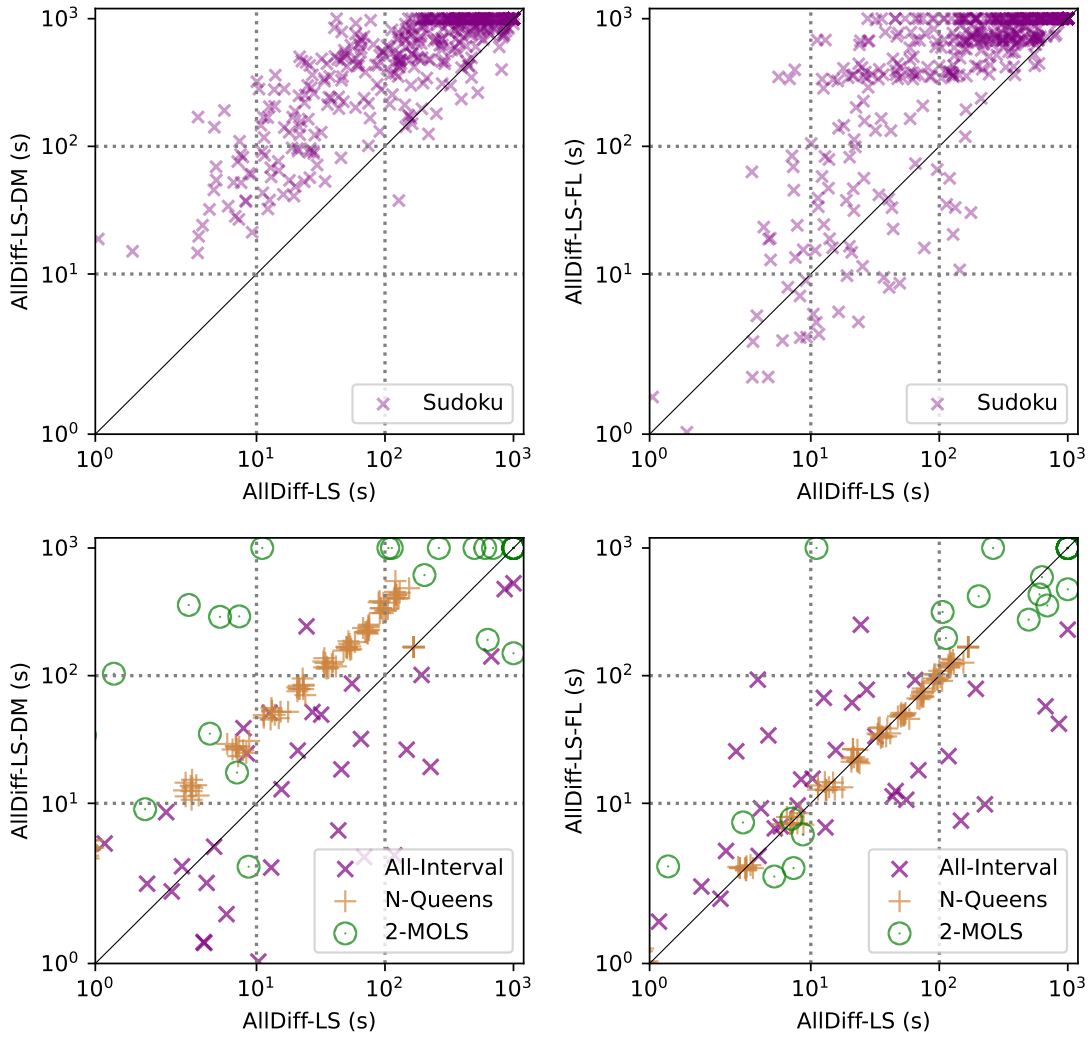 10³
10²
10¹
10⁰
AllDiff-LS-DM (s)
Sudoku
10⁰ 10¹ 10² 10³
AllDiff-LS (s)
10³
10²
10¹
10⁰
AllDiff-LS-FL (s)
Sudoku
10⁰ 10¹ 10² 10³
AllDiff-LS (s)
10³
10²
10¹
10⁰
AllDiff-LS-DM (s)
All-Interval
N-Queens
2-MOLS
10⁰ 10¹ 10² 10³
AllDiff-LS (s)
10³
10²
10¹
10⁰
AllDiff-LS-FL (s)
All-Interval
N-Queens
2-MOLS
10⁰ 10¹ 10² 10³
AllDiff-LS (s)